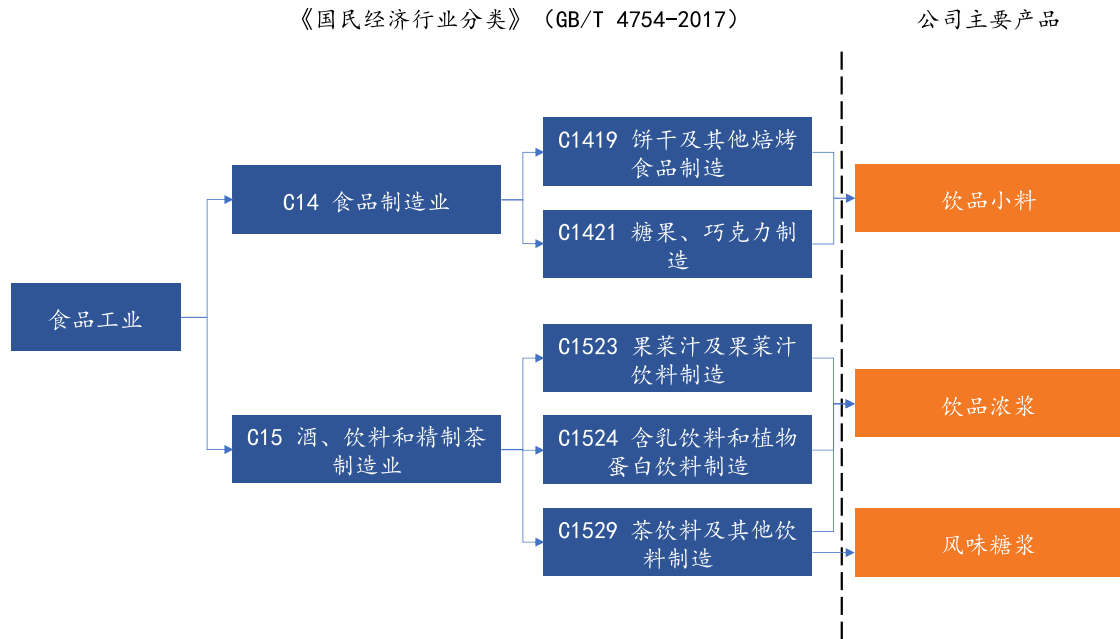 《国民经济行业分类》（GB/T 4754-2017）
公司主要产品
食品工业
C14 食品制造业
C15 酒、饮料和精制茶
制造业
C1419 饼干及其他焙烤
食品制造
C1421 糖果、巧克力制
造
C1523 果菜汁及果菜汁
饮料制造
C1524 含乳饮料和植物
蛋白饮料制造
C1529 茶饮料及其他饮
料制造
饮品小料
饮品浓浆
风味糖浆